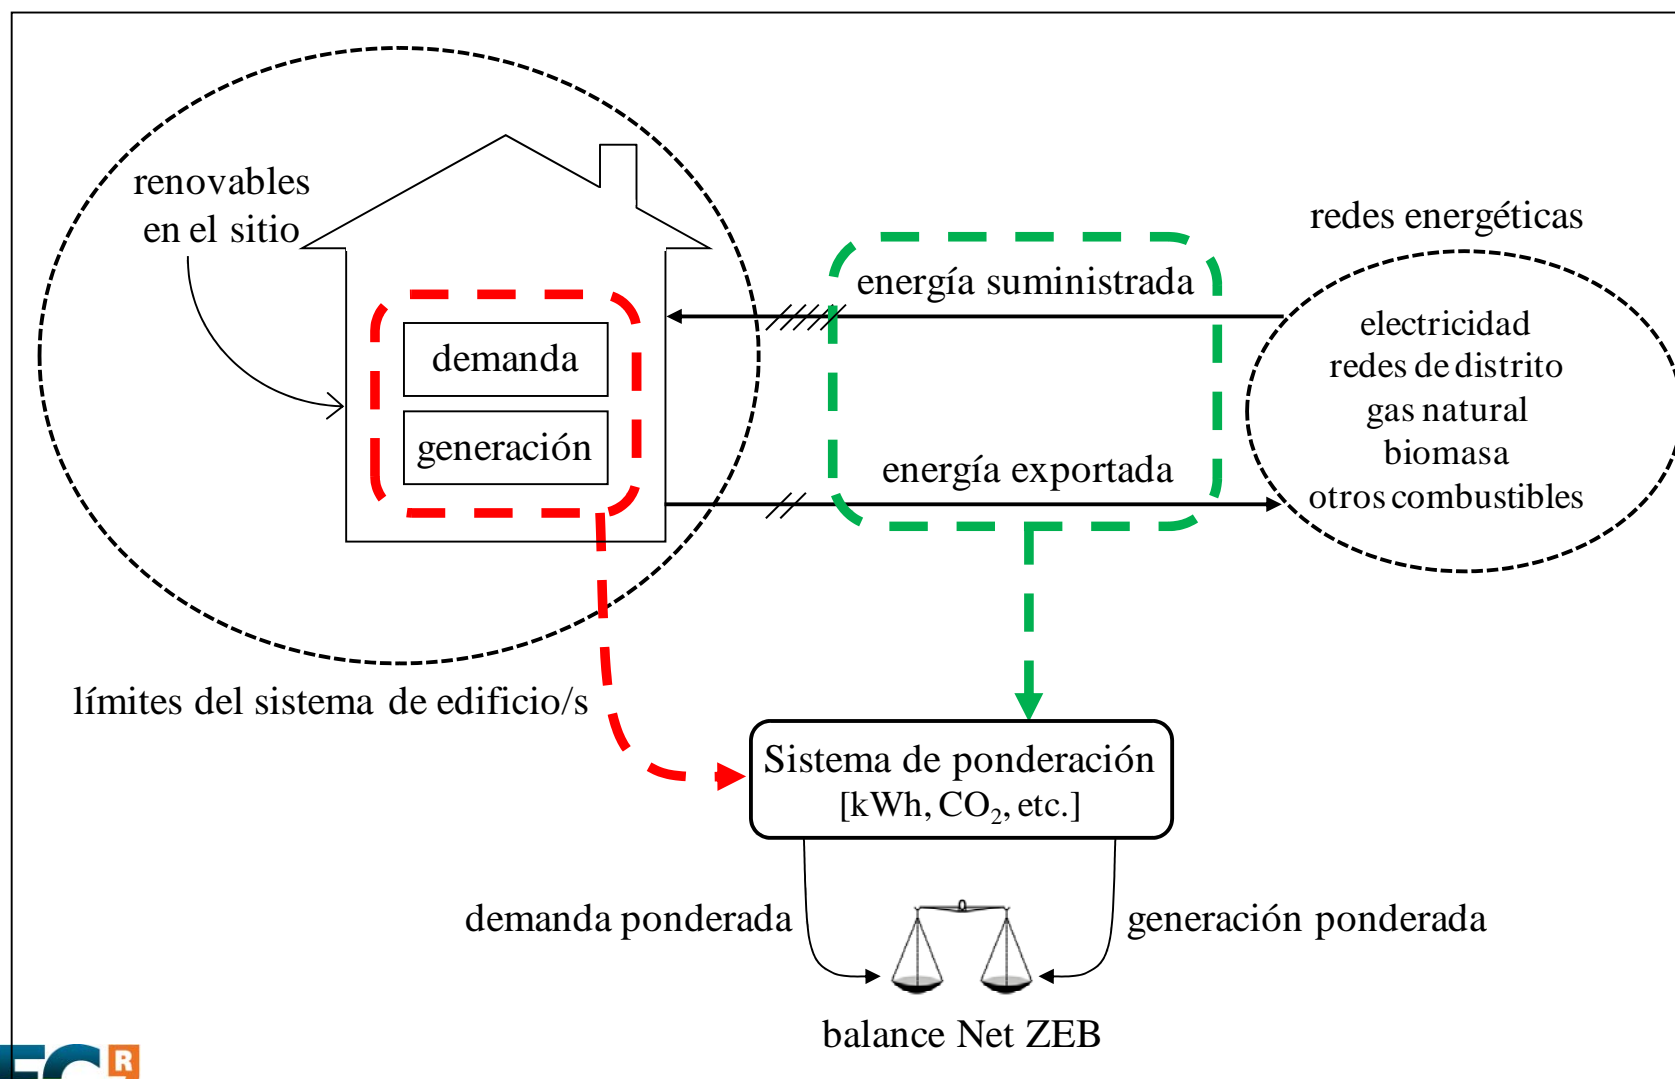 renovables
en el sitio
demanda
generación
límites del sistema de edificio/s
energía suministrada
energía exportada
redes energéticas
electricidad
redes de distrito
gas natural
biomasa
otros combustibles
Sistema de ponderación
[kWh, CO₂, etc.]
demanda ponderada
generación ponderada
balance Net ZEB
R